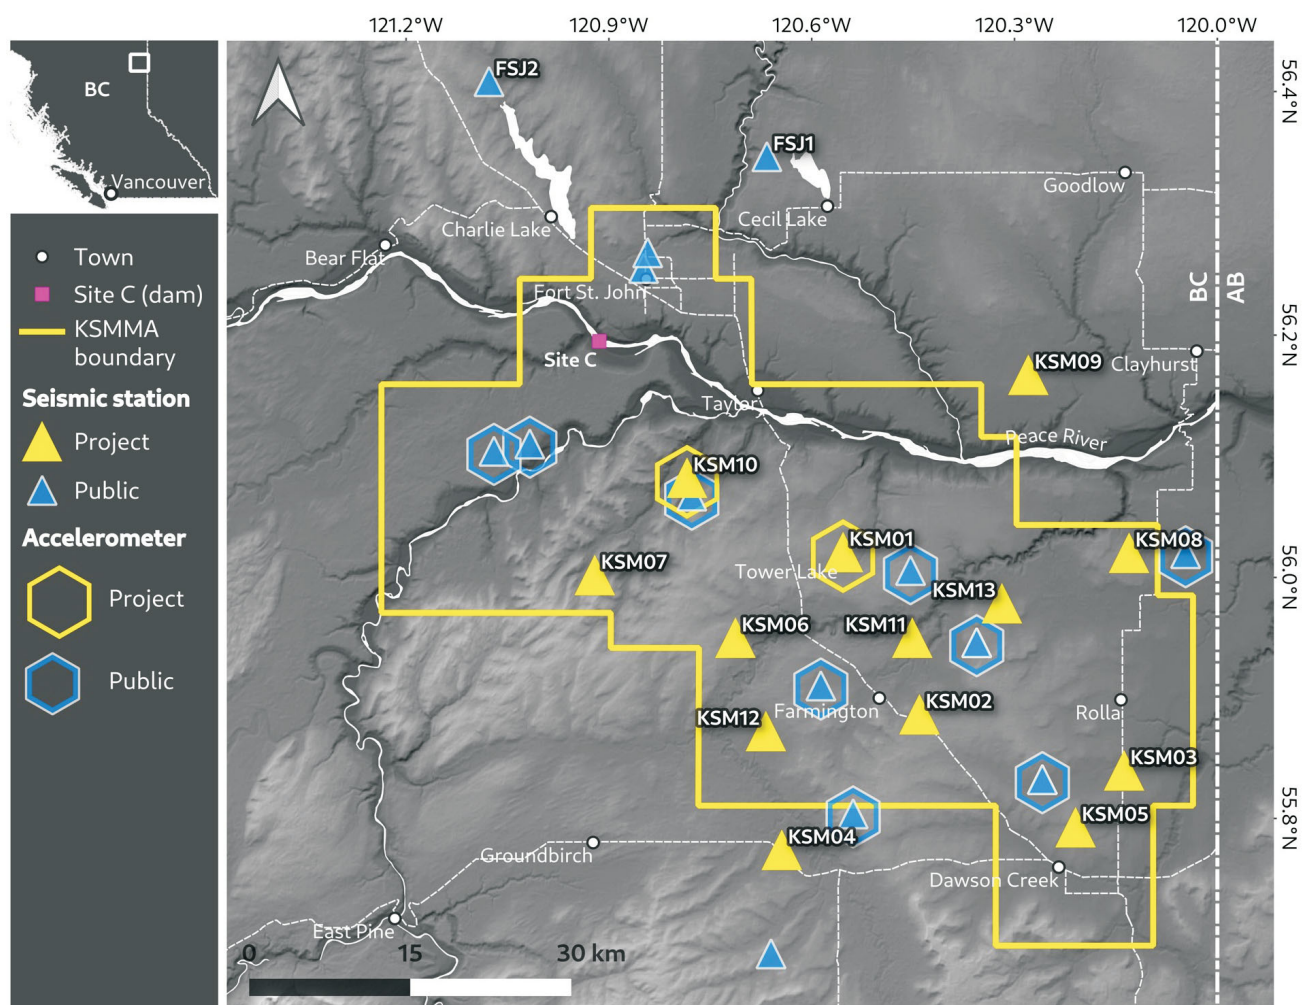 121.2°W
120.9°W
120.6°W
120.3°W
120.0°W
BC
Vancouver
Town
Site C (dam)
KSMMA
boundary
Seismic station
Project
Public
Accelerometer
Project
Public
FSJ2
56.4°N
FSJ1
Goodlow
Cecil Lake
Charlie Lake
Bear Flat
BC
AB
Fort St. John
56.2°N
Site C
KSM09
Clayhurst
Taylor
Peace River
KSM10
KSM01
KSM08
KSM07
Tower Lake
56.0°N
KSM13
KSM06
KSM11
KSM02
Farmington
Rolla
KSM12
KSM03
KSM05
55.8°N
KSM04
Groundbirch
Dawson Creek
East Pine
0
15
30 km